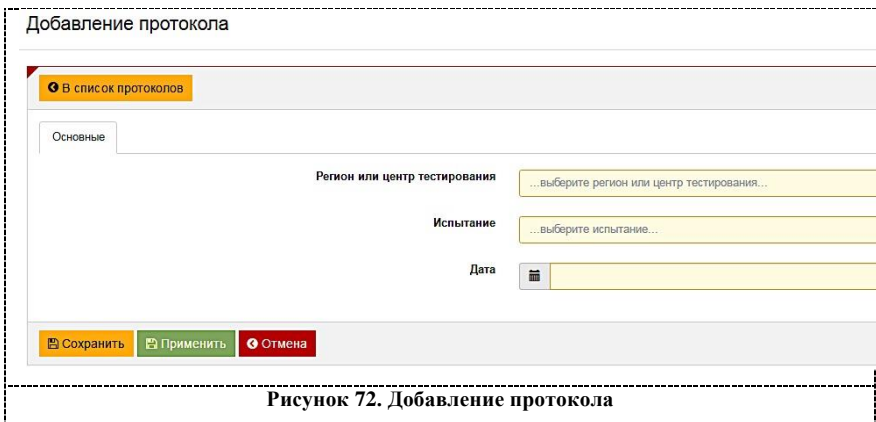 Добавление протокола
В список протоколов
Основные
Регион или центр тестирования
...выберите регион или центр тестирования...
Испытание
...выберите испытание...
Дата
Сохранить Применить Отмена
Рисунок 72. Добавление протокола